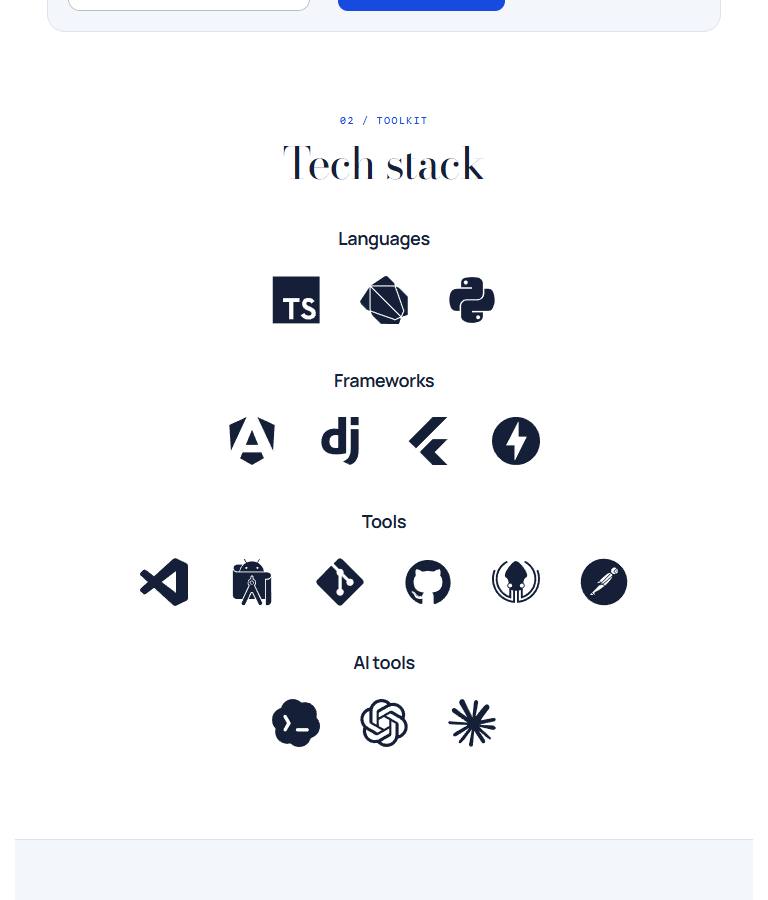 02 / TOOLKIT
Tech stack
Languages
TS
Frameworks
dj
Tools
AI tools